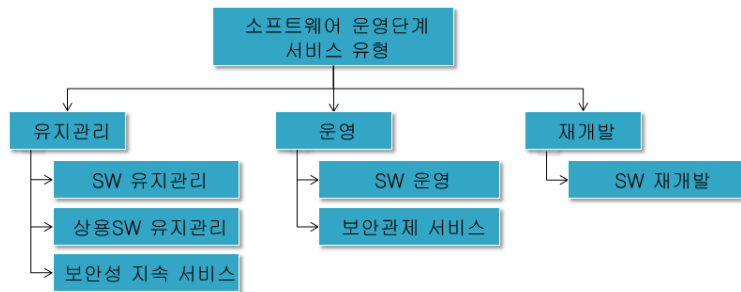 소프트웨어 운영단계
서비스 유형
유지관리
운영
재개발
SW 유지관리
SW 운영
SW 재개발
상용SW 유지관리
보안관제 서비스
보안성 지속 서비스